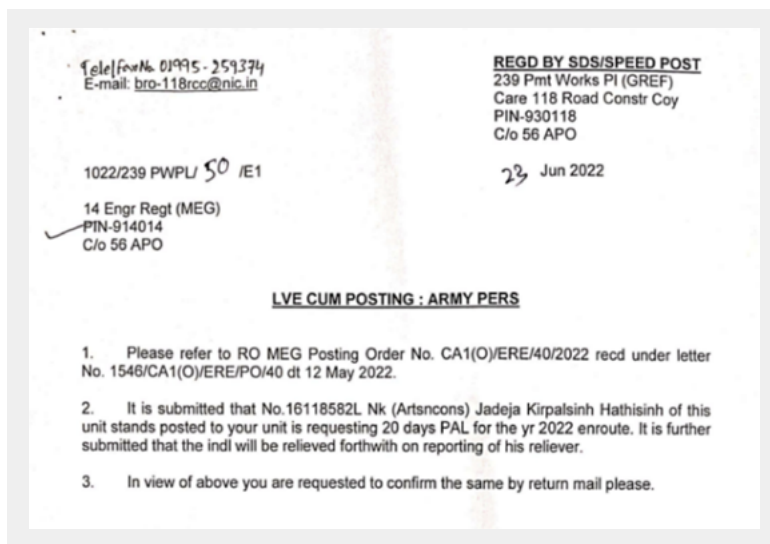 Tele/fax No 01995-259374
E-mail: bro-118rcc@nic.in
REGD BY SDS/SPEED POST
239 Pmt Works Pl (GREF)
Care 118 Road Constr Coy
PIN-930118
C/o 56 APO
1022/239 PWPL/ 50 /E1
23 Jun 2022
14 Engr Regt (MEG)
PIN-914014
C/o 56 APO
LVE CUM POSTING : ARMY PERS
1. Please refer to RO MEG Posting Order No. CA1(O)/ERE/40/2022 recd under letter
No. 1546/CA1(O)/ERE/PO/40 dt 12 May 2022.
2. It is submitted that No.16118582L Nk (Artsncons) Jadeja Kirpalsinh Hathisinh of this
unit stands posted to your unit is requesting 20 days PAL for the yr 2022 enroute. It is further
submitted that the indl will be relieved forthwith on reporting of his reliever.
3. In view of above you are requested to confirm the same by return mail please.